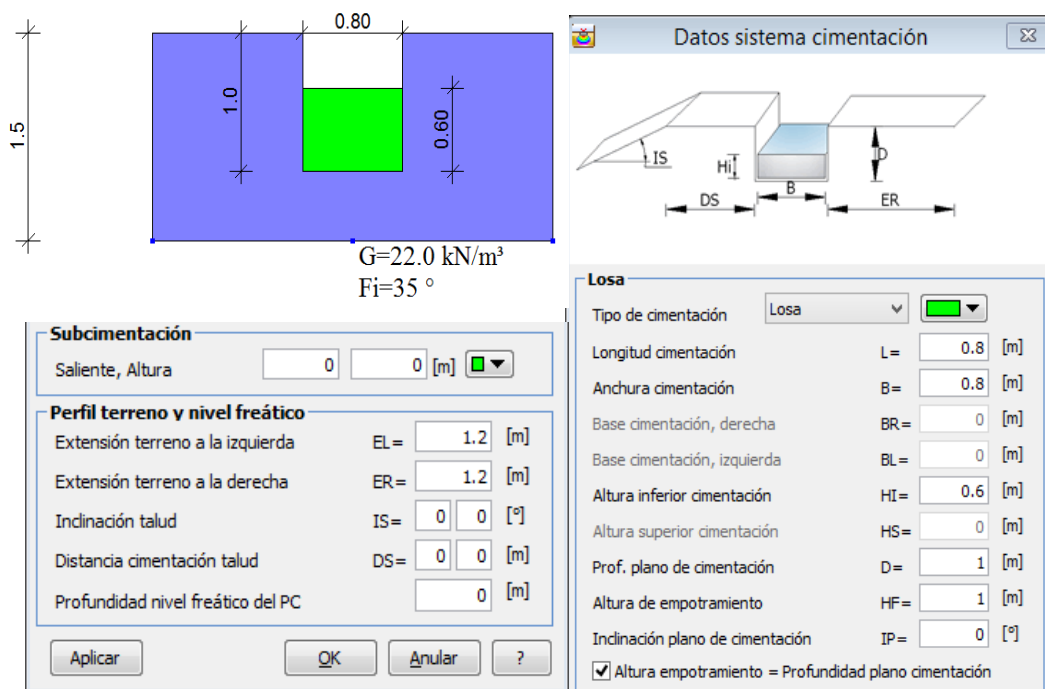 0.80
1.5
1.0
0.60
G=22.0 kN/m³
Fi=35 °
Datos sistema cimentación
IS
Hi
D
B
DS
ER
Subcimentación
Saliente, Altura 0 0 [m]
Perfil terreno y nivel freático
Extensión terreno a la izquierda EL= 1.2 [m]
Extensión terreno a la derecha ER= 1.2 [m]
Inclinación talud IS= 0 0 [°]
Distancia cimentación talud DS= 0 0 [m]
Profundidad nivel freático del PC 0 [m]
Aplicar OK Anular ?
Losa
Tipo de cimentación Losa
Longitud cimentación L= 0.8 [m]
Anchura cimentación B= 0.8 [m]
Base cimentación, derecha BR= 0 [m]
Base cimentación, izquierda BL= 0 [m]
Altura inferior cimentación HI= 0.6 [m]
Altura superior cimentación HS= 0 [m]
Prof. plano de cimentación D= 1 [m]
Altura de empotramiento HF= 1 [m]
Inclinación plano de cimentación IP= 0 [°]
Altura empotramiento = Profundidad plano cimentación